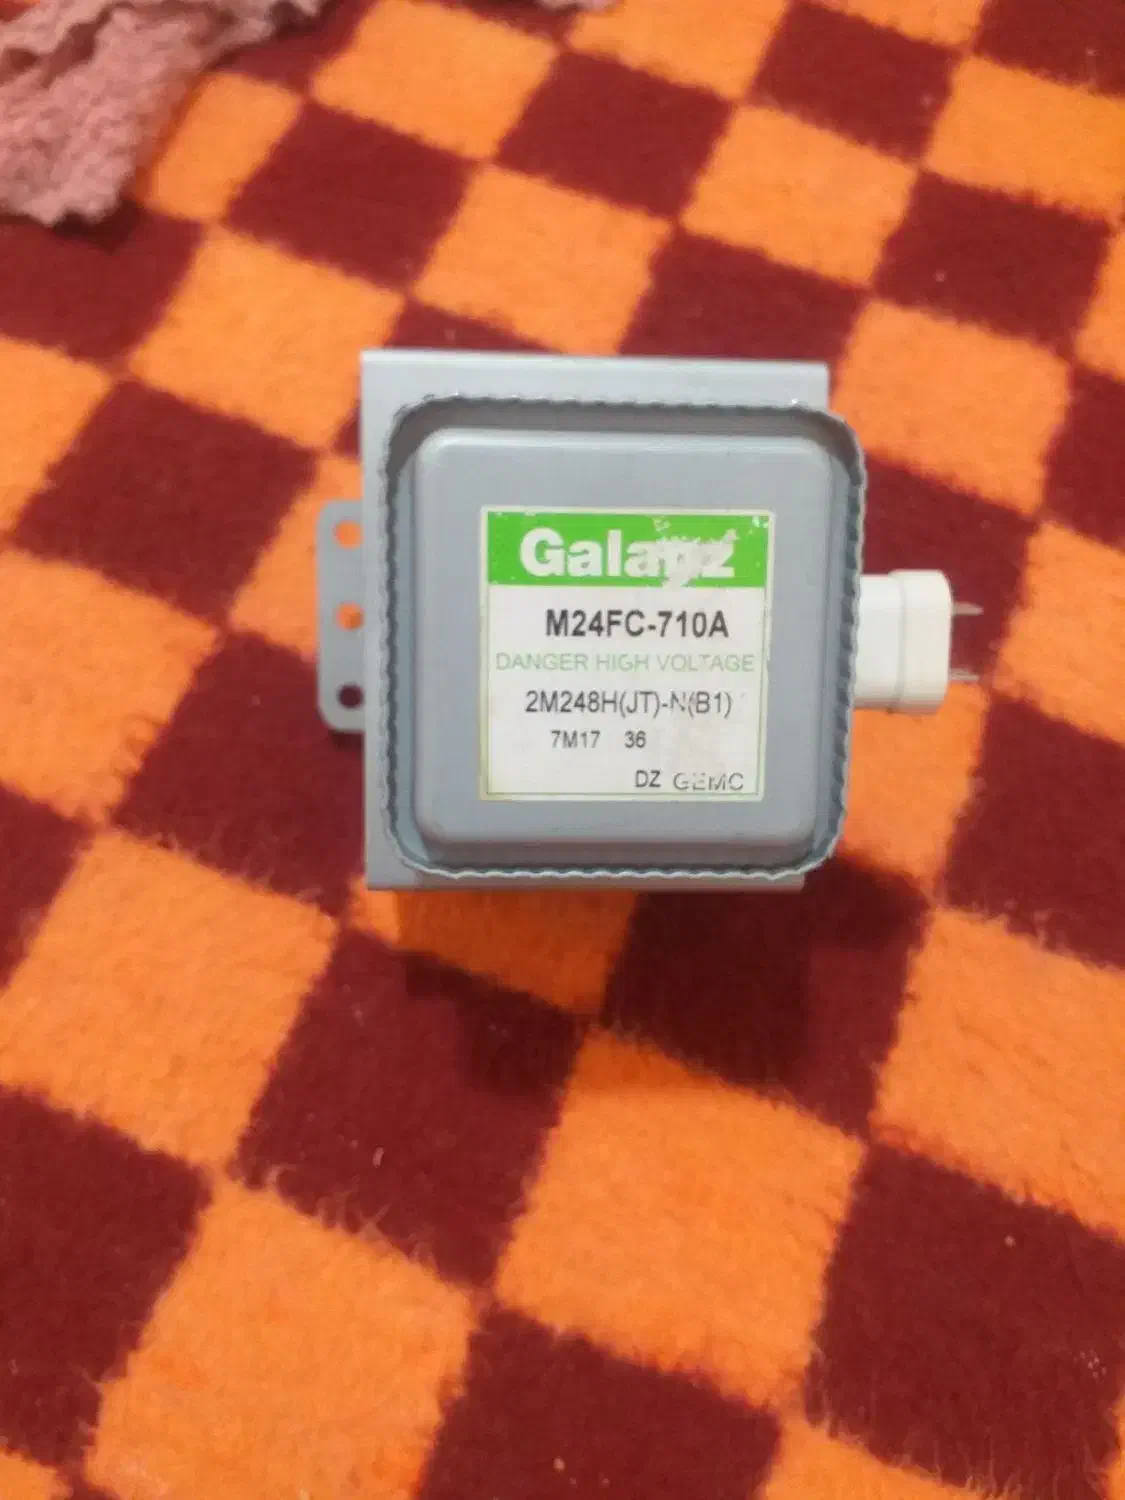 Galanz
M24FC-710A
DANGER HIGH VOLTAGE
2M248H(JT)-N(B1)
7M17 36
DZ GEMC